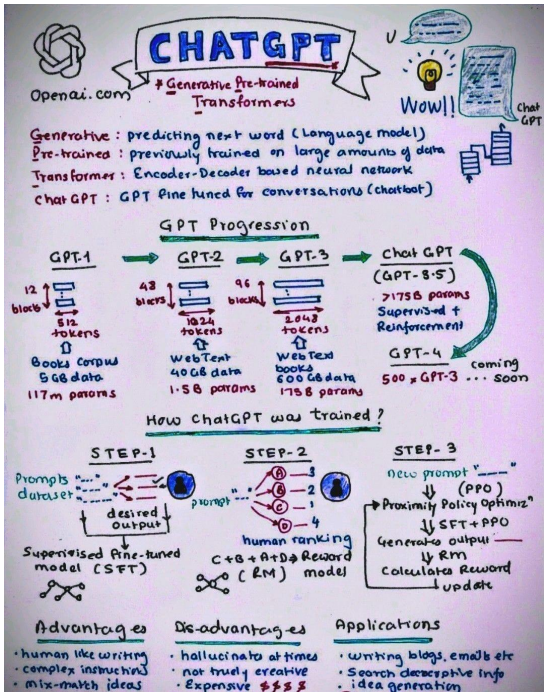 CHATGPT
Openai.com
* Generative Pre-trained
Transformers
U
Wow!!
Chat
GPT
Generative : predicting next word (Language model)
Pre-trained : previously trained on large amounts of data
Transformer : Encoder-Decoder based neural network
Chat GPT : GPT fine tuned for conversations (chatbot)
GPT Progression
GPT-1
GPT-2
GPT-3
Chat GPT
(GPT-3.5)
12
blocks
512
tokens
Books Corpus
5 GB data
117m params
48
blocks
1024
tokens
WebText
40 GB data
1.5B params
96
blocks
2048
tokens
WebText
books
600 GB data
175B params
>175B params
Supervised +
Reinforcement
GPT-4
500 x GPT-3
coming
... soon
How ChatGPT was trained?
STEP-1
Prompts
dataset
desired
output
Supervised fine-tuned
model (SFT)
STEP-2
prompt
A 3
B 2
C 1
D 4
human ranking
C+B+A+D → Reward
(RM) model
STEP-3
new prompt "——"
(PPO)
Proximity Policy Optimizⁿ
SFT+PPO
Generates output
RM
Calculates Reward
update
Advantages
· human like writing
· complex instructions
· mix-match ideas
Dis-advantages
· hallucinate at times
· not truely creative
· Expensive $$$$
Applications
· writing blogs, emails etc
· Search descriptive info
· idea generation